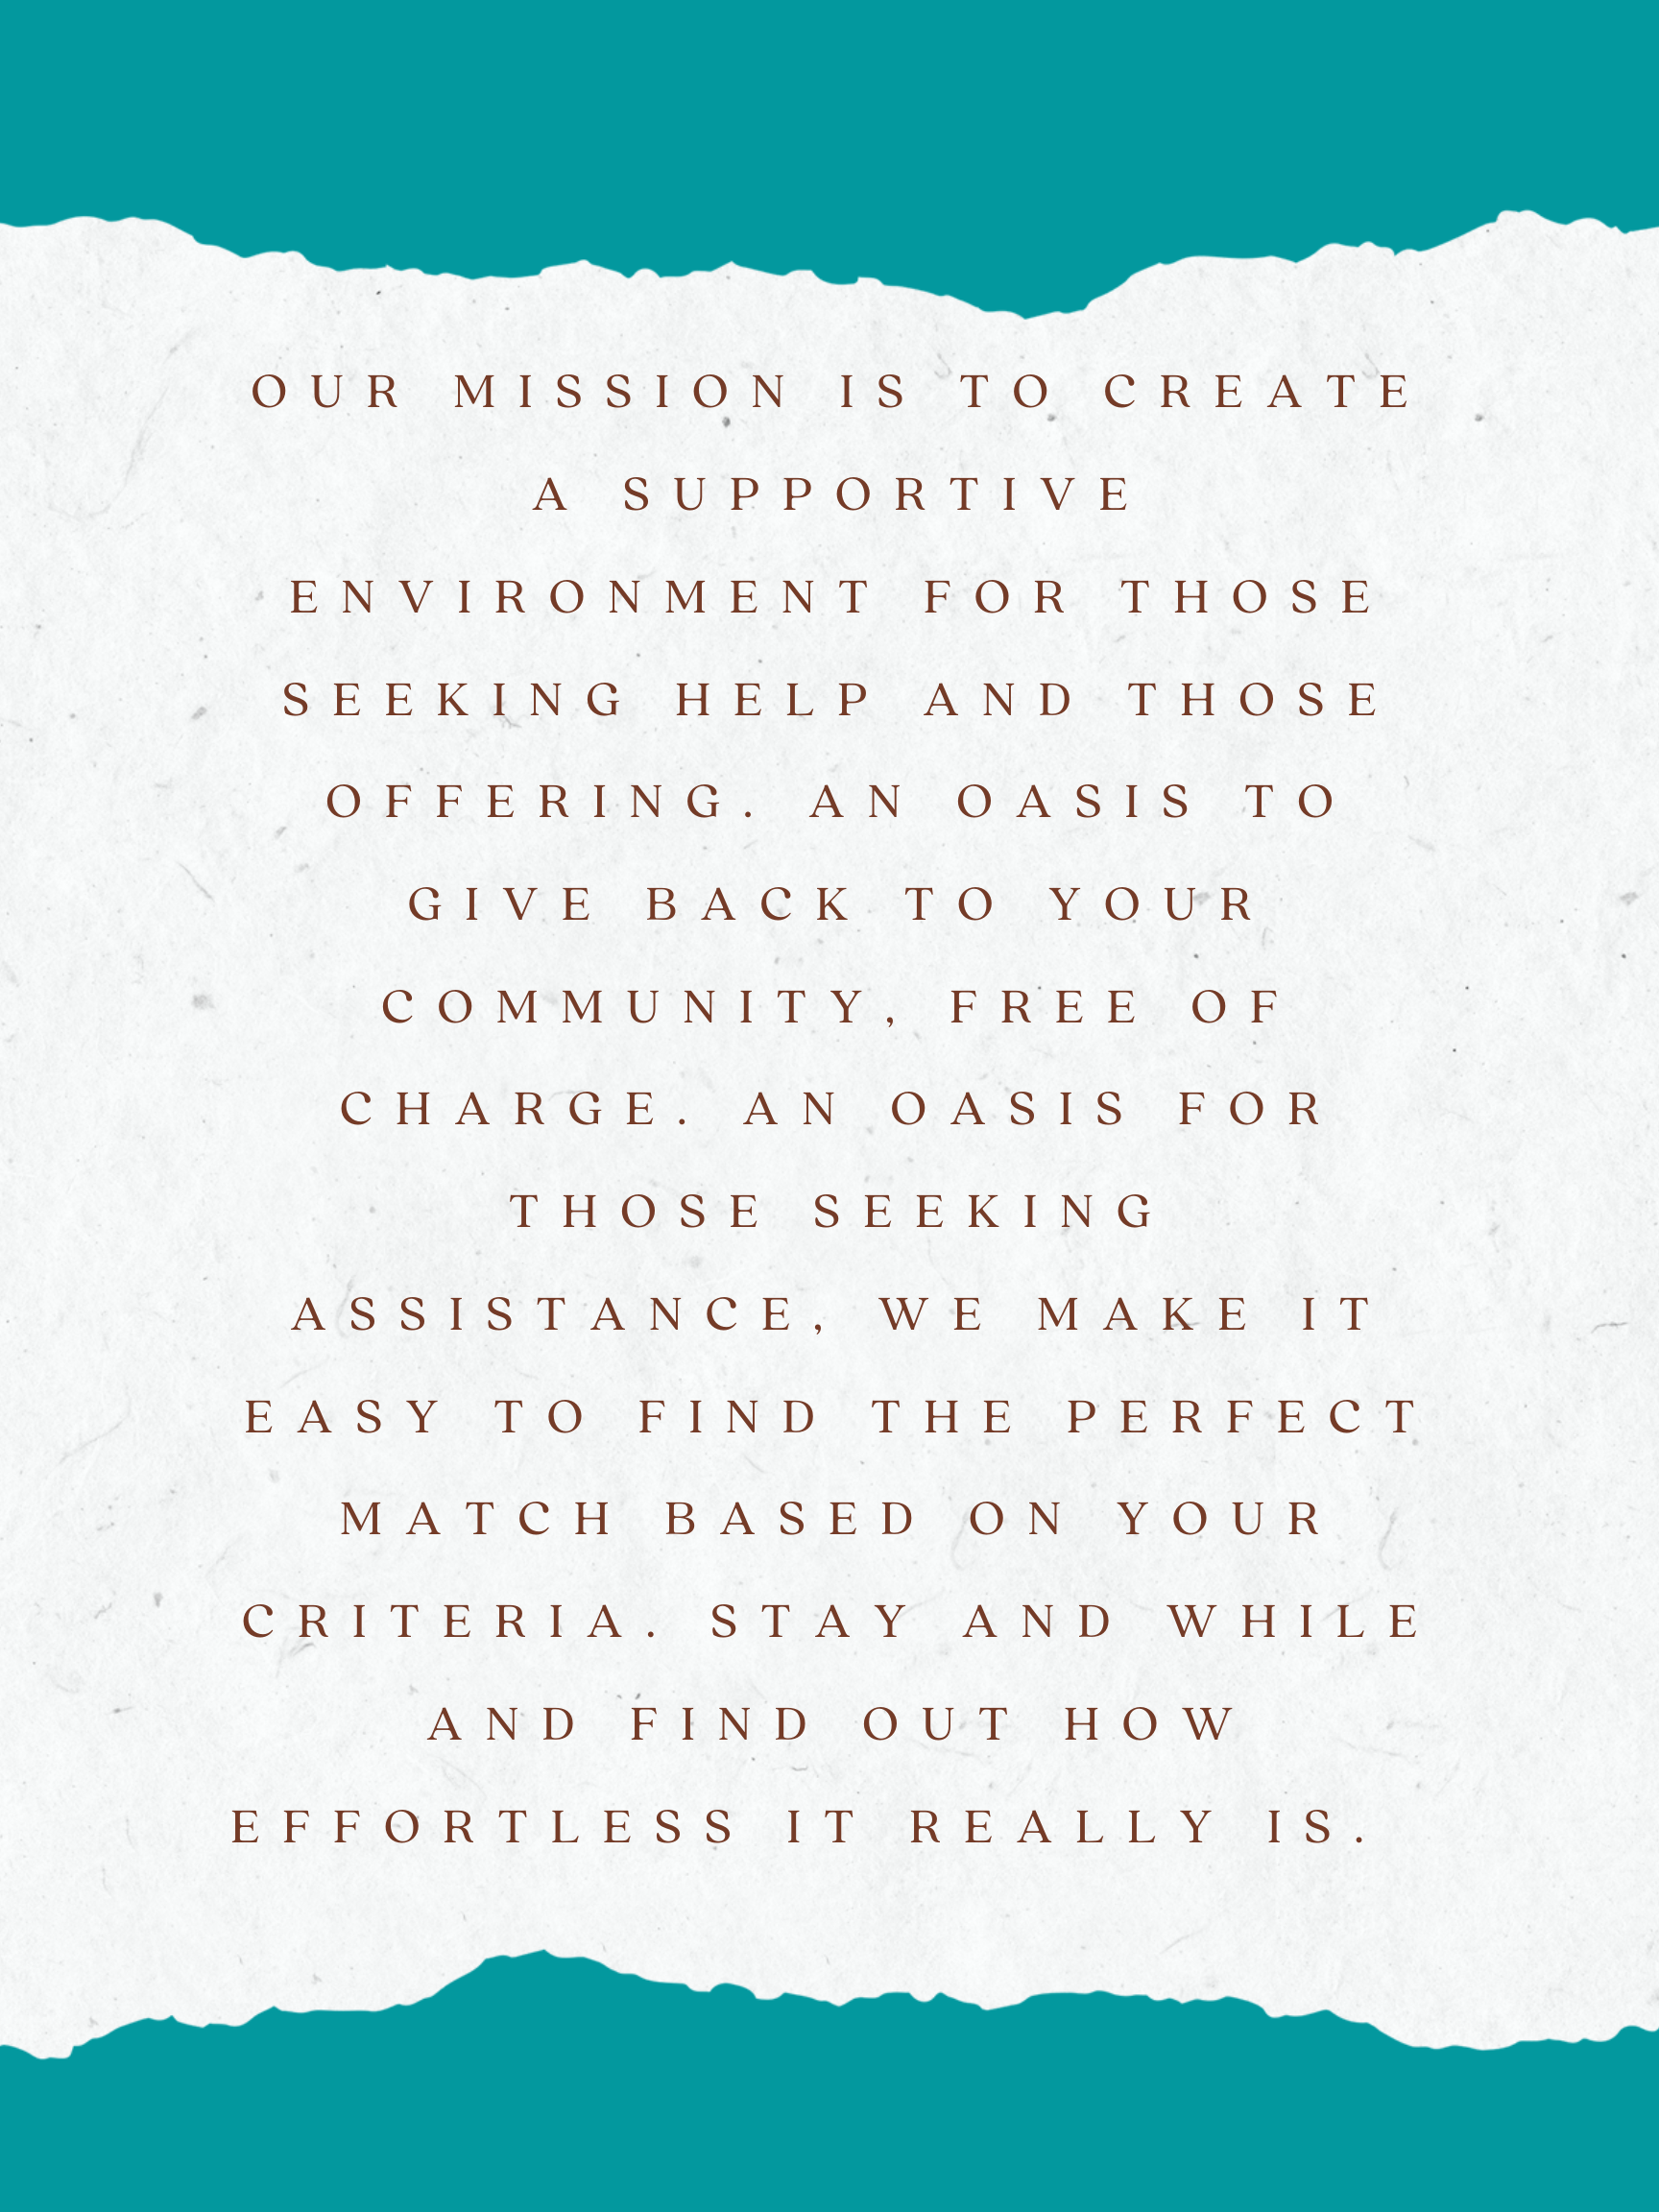 OUR MISSION IS TO CREATE
A SUPPORTIVE
ENVIRONMENT FOR THOSE
SEEKING HELP AND THOSE
OFFERING. AN OASIS TO
GIVE BACK TO YOUR
COMMUNITY, FREE OF
CHARGE. AN OASIS FOR
THOSE SEEKING
ASSISTANCE, WE MAKE IT
EASY TO FIND THE PERFECT
MATCH BASED ON YOUR
CRITERIA. STAY AND WHILE
AND FIND OUT HOW
EFFORTLESS IT REALLY IS.